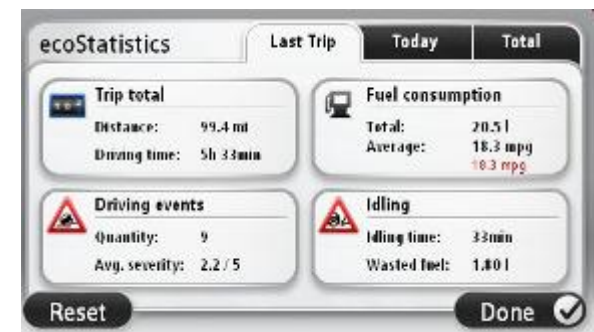 ecoStatistics
Last Trip
Today
Total
Trip total
Distance: 99.4 mi
Driving time: 5h 33min
Fuel consumption
Total: 20.5 l
Average: 18.3 mpg
18.3 mpg
Driving events
Quantity: 9
Avg. severity: 2.2 / 5
Idling
Idling time: 33min
Wasted fuel: 1.80 l
Reset
Done